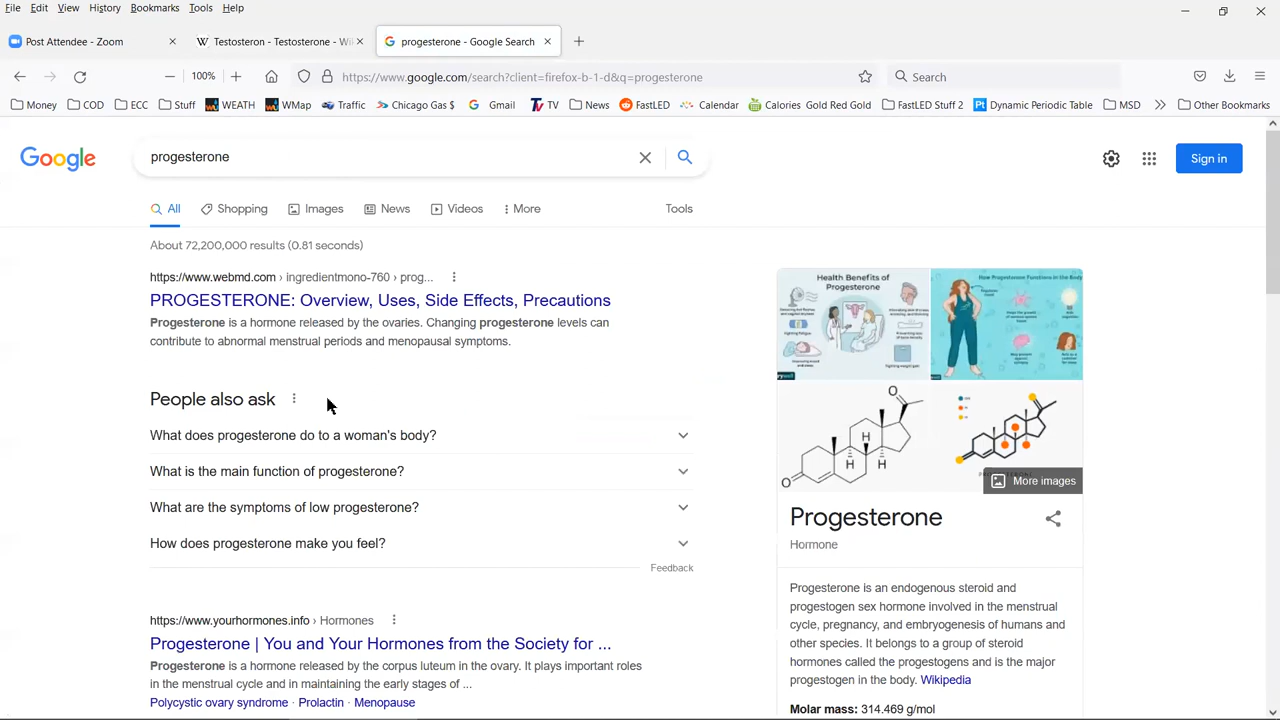 File Edit View History Bookmarks Tools Help
Post Attendee - Zoom
Testosteron - Testosterone - Wi
progesterone - Google Search
100%
https://www.google.com/search?client=firefox-b-1-d&q=progesterone
Search
Money COD ECC Stuff WEATH WMap Traffic Chicago Gas $ Gmail TV News FastLED Calendar Calories Gold Red Gold FastLED Stuff 2 Dynamic Periodic Table MSD Other Bookmarks
Google
progesterone
Sign in
All Shopping Images News Videos More Tools
About 72,200,000 results (0.81 seconds)
https://www.webmd.com › ingredientmono-760 › prog...
PROGESTERONE: Overview, Uses, Side Effects, Precautions
Progesterone is a hormone released by the ovaries. Changing progesterone levels can
contribute to abnormal menstrual periods and menopausal symptoms.
People also ask
What does progesterone do to a woman's body?
What is the main function of progesterone?
What are the symptoms of low progesterone?
How does progesterone make you feel?
Feedback
https://www.yourhormones.info › Hormones
Progesterone | You and Your Hormones from the Society for ...
Progesterone is a hormone released by the corpus luteum in the ovary. It plays important roles
in the menstrual cycle and in maintaining the early stages of ...
Polycystic ovary syndrome · Prolactin · Menopause
Health Benefits of
Progesterone
How Progesterone Functions in the Body
O
O
H
H
H
More images
Progesterone
Hormone
Progesterone is an endogenous steroid and
progestogen sex hormone involved in the menstrual
cycle, pregnancy, and embryogenesis of humans and
other species. It belongs to a group of steroid
hormones called the progestogens and is the major
progestogen in the body. Wikipedia
Molar mass: 314.469 g/mol